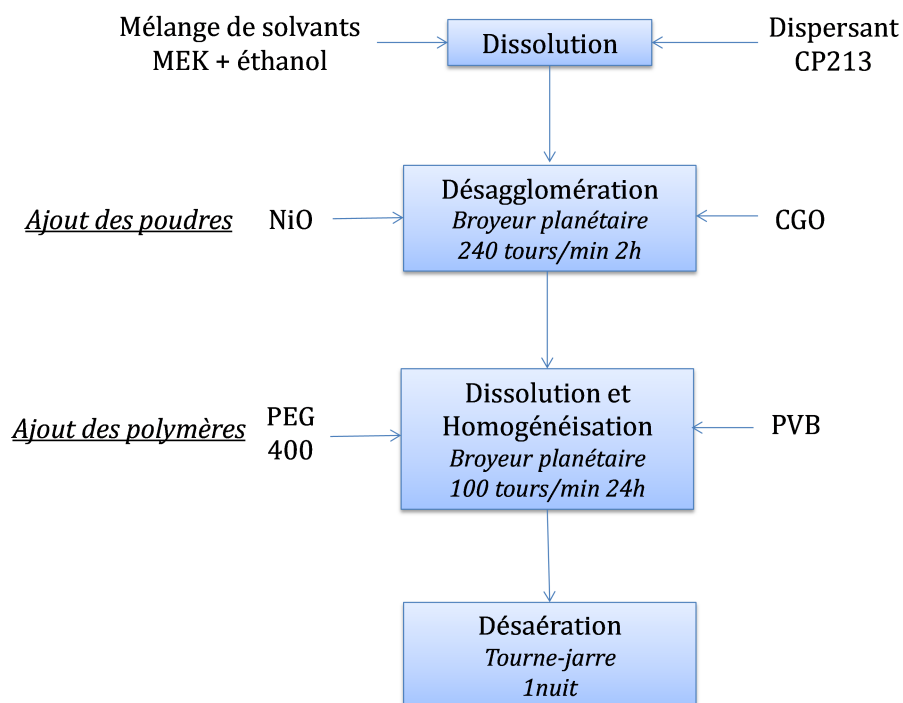 Mélange de solvants
MEK + éthanol
Dissolution
Dispersant
CP213
Ajout des poudres
NiO
Désagglomération
Broyeur planétaire
240 tours/min 2h
CGO
Ajout des polymères
PEG
400
Dissolution et
Homogénéisation
Broyeur planétaire
100 tours/min 24h
PVB
Désaération
Tourne-jarre
1nuit